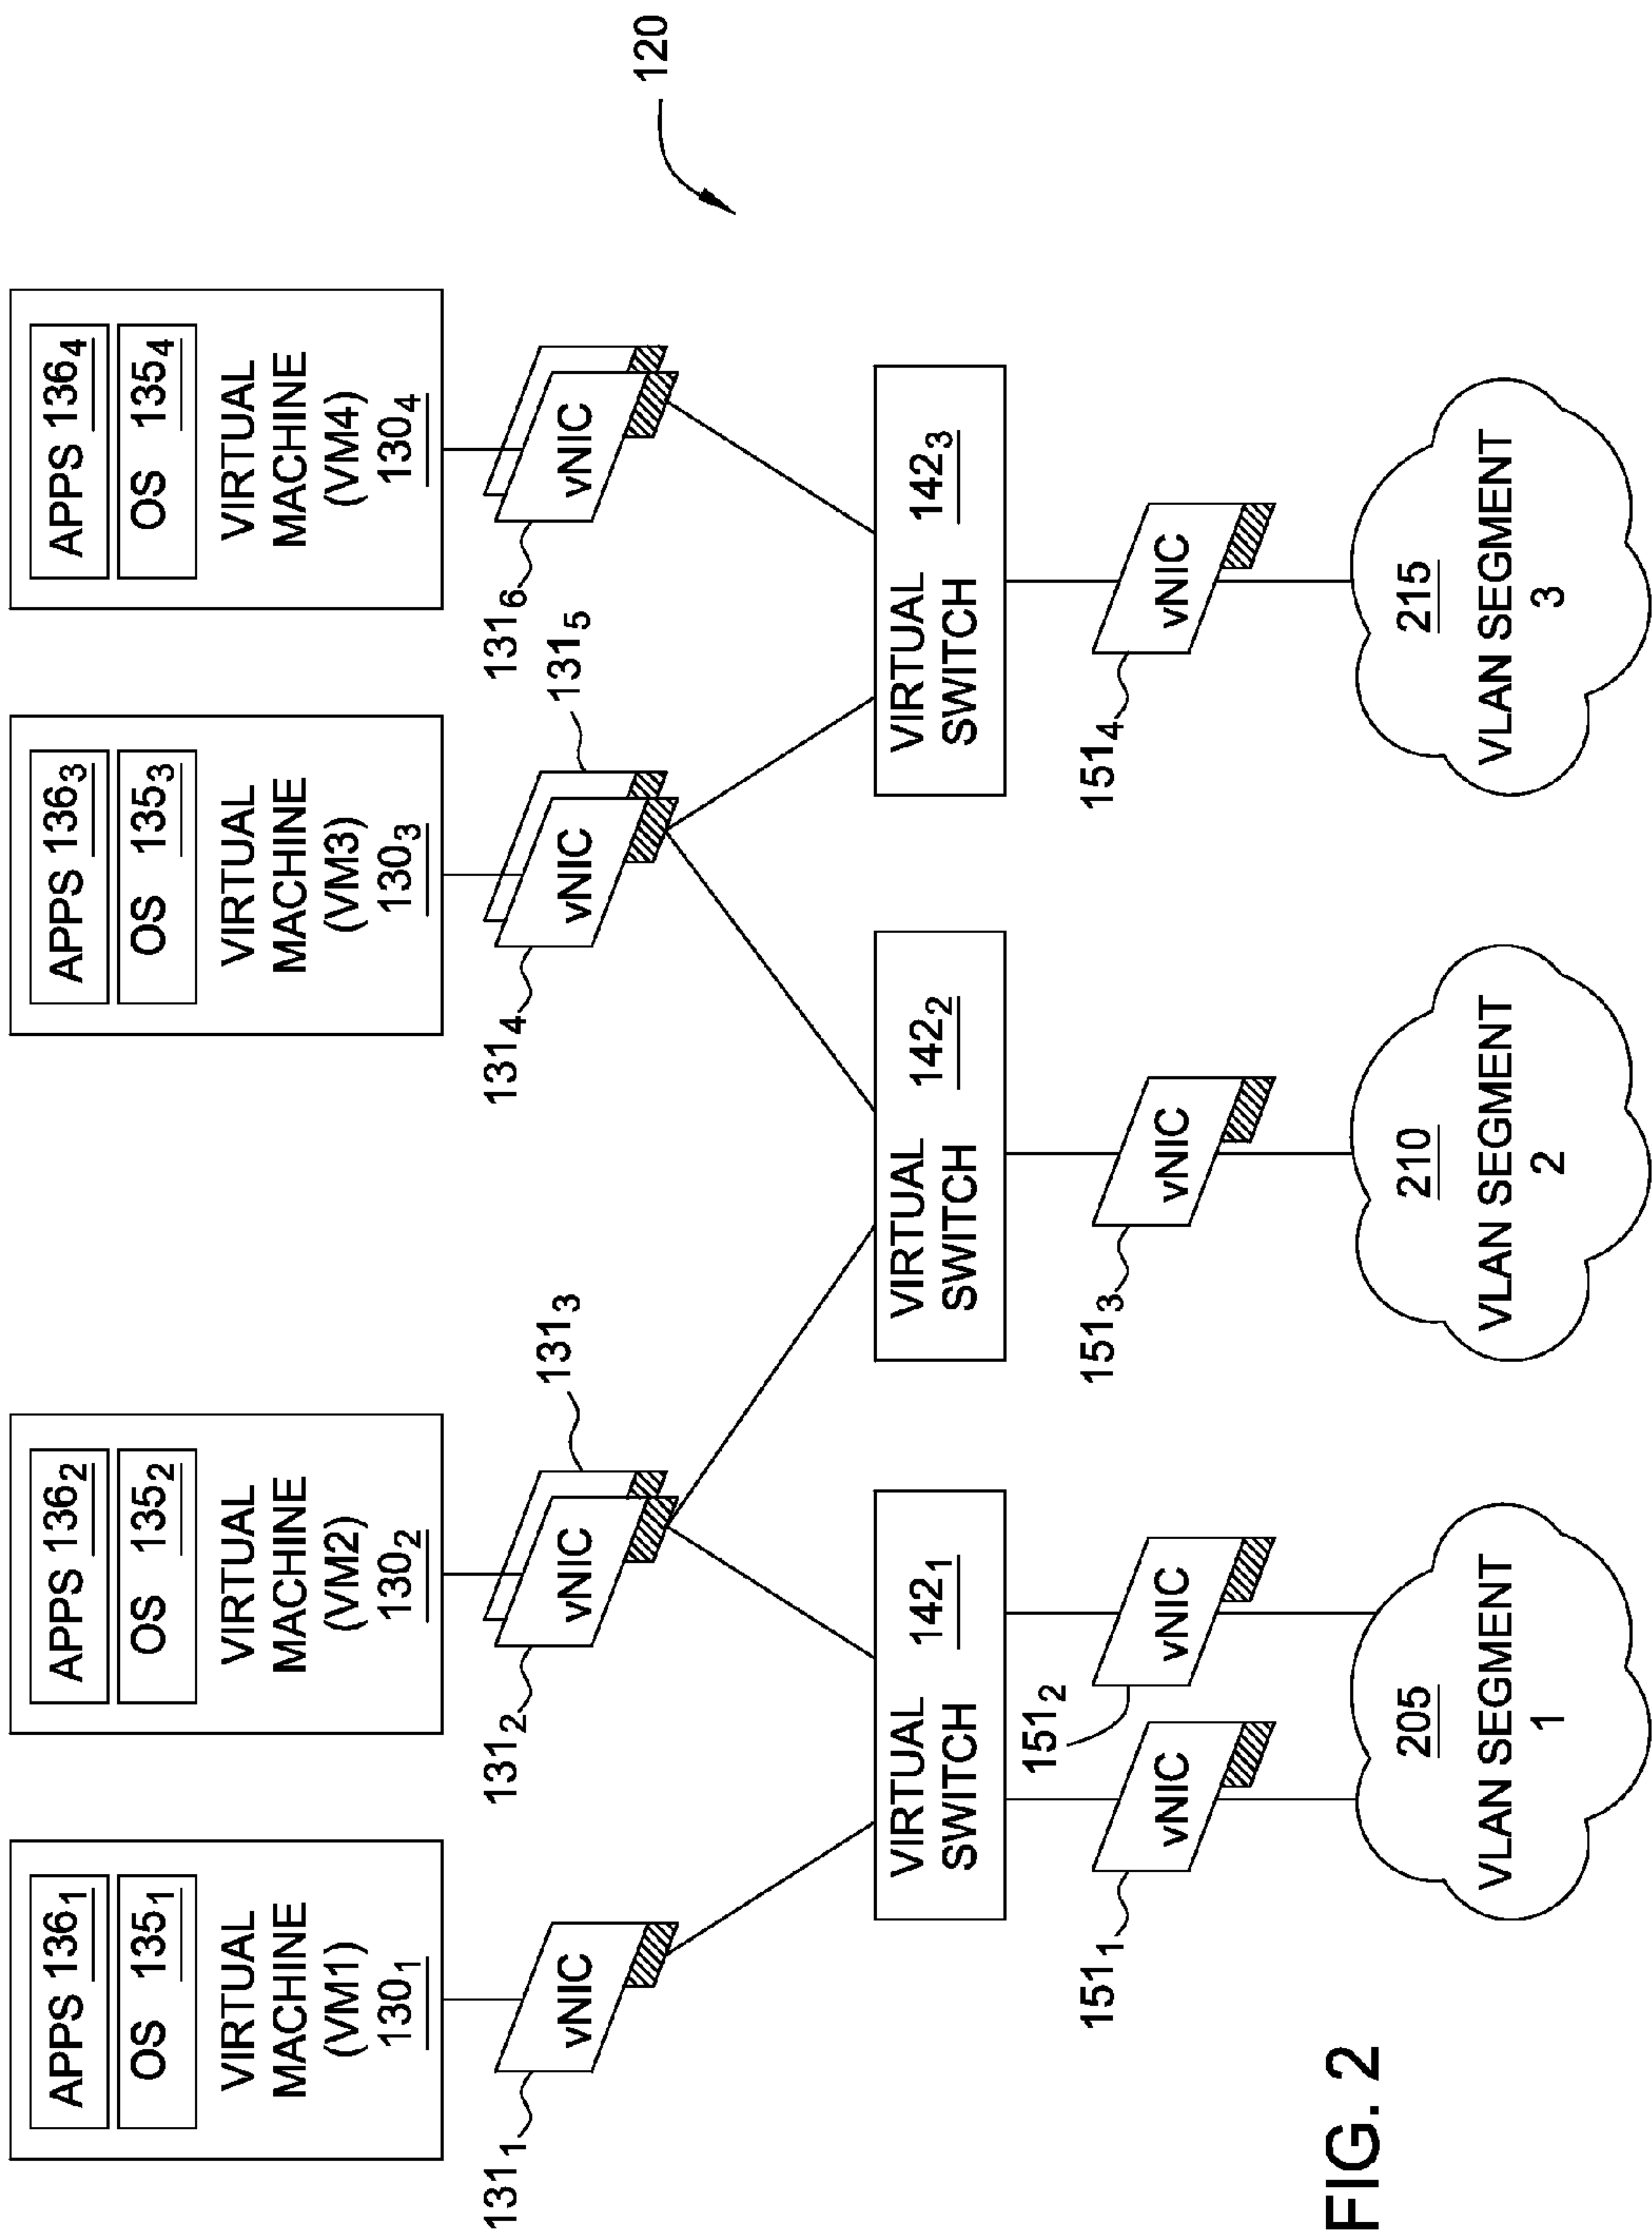 120
APPS 136₁
OS 135₁
VIRTUAL
MACHINE
(VM1)
130₁
APPS 136₂
OS 135₂
VIRTUAL
MACHINE
(VM2)
130₂
APPS 136₃
OS 135₃
VIRTUAL
MACHINE
(VM3)
130₃
APPS 136₄
OS 135₄
VIRTUAL
MACHINE
(VM4)
130₄
131₁
vNIC
131₂
vNIC
131₃
131₄
vNIC
131₅
131₆
vNIC
VIRTUAL
SWITCH
142₁
VIRTUAL
SWITCH
142₂
VIRTUAL
SWITCH
142₃
151₁
vNIC
151₂
vNIC
151₃
vNIC
151₄
vNIC
205
VLAN SEGMENT
1
210
VLAN SEGMENT
2
215
VLAN SEGMENT
3
FIG. 2